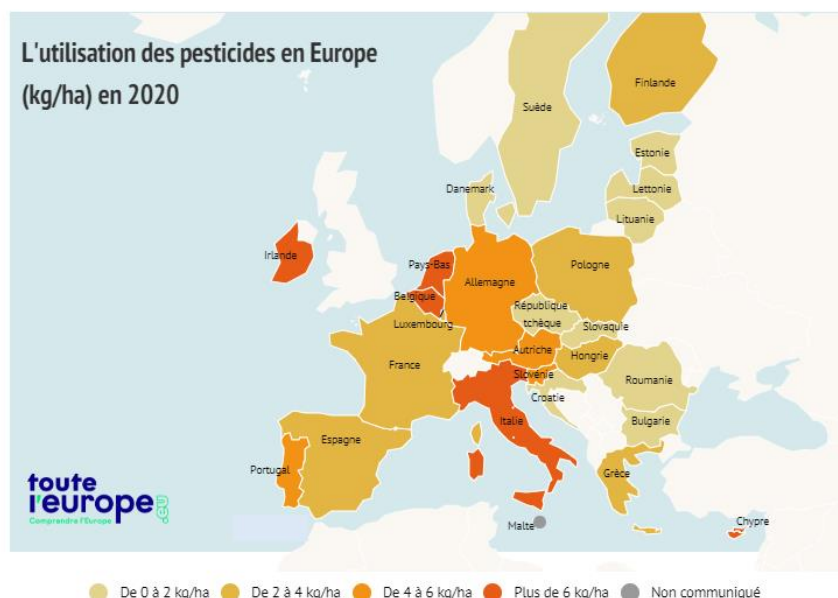 L'utilisation des pesticides en Europe
(kg/ha) en 2020
Finlande
Suède
Estonie
Danemark
Lettonie
Lituanie
Irlande
Pays-Bas
Allemagne
Pologne
Belgique
République
tchèque
Luxembourg
Slovaquie
Autriche
Hongrie
France
Slovénie
Roumanie
Croatie
Italie
Bulgarie
Espagne
Portugal
Grèce
toute
l'europe.eu
Comprendre l'Europe
Malte
Chypre
De 0 à 2 kg/ha De 2 à 4 kg/ha De 4 à 6 kg/ha Plus de 6 kg/ha Non communiqué